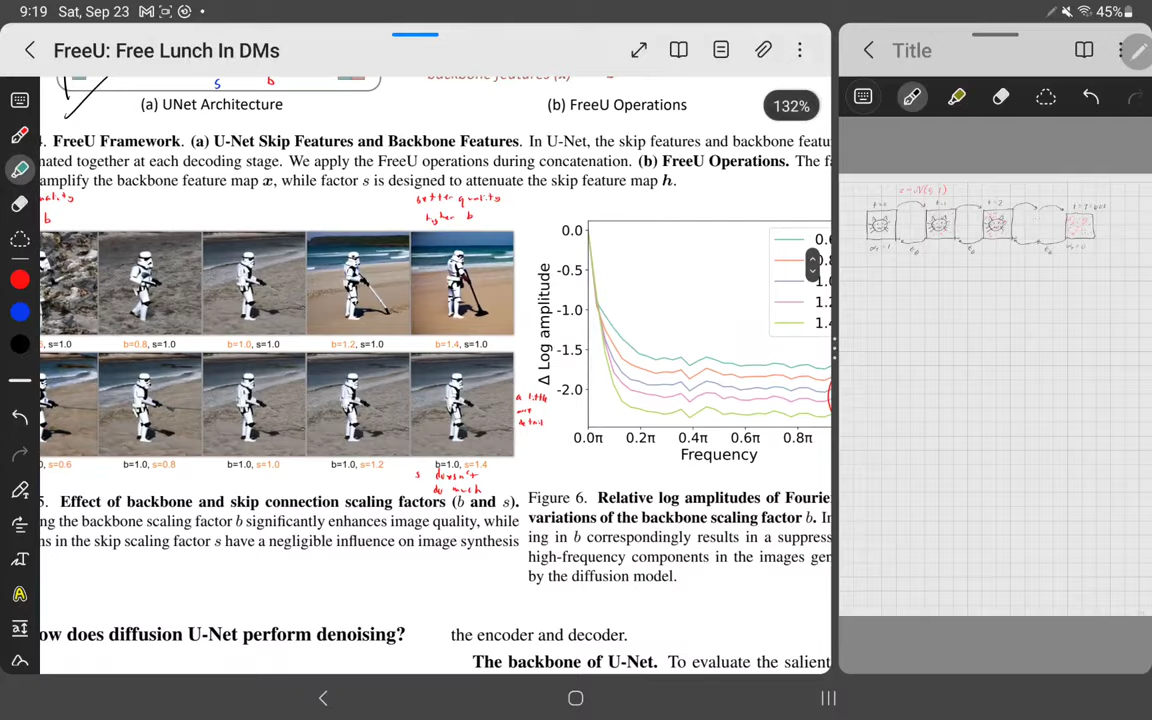 9:19 Sat, Sep 23
45%
FreeU: Free Lunch In DMs
Title
s
b
(a) UNet Architecture
(b) FreeU Operations
132%
4. FreeU Framework. (a) U-Net Skip Features and Backbone Features. In U-Net, the skip features and backbone featu
nated together at each decoding stage. We apply the FreeU operations during concatenation. (b) FreeU Operations. The fa
amplify the backbone feature map x, while factor s is designed to attenuate the skip feature map h.
better quality
higher b
b
b=0.8, s=1.0
b=1.0, s=1.0
b=1.2, s=1.0
b=1.4, s=1.0
a little
more
detail
b=1.0, s=0.8
b=1.0, s=1.0
b=1.0, s=1.2
b=1.0, s=1.4
s doesn't
do much
0.0
-0.5
-1.0
-1.5
-2.0
Δ Log amplitude
0.0π 0.2π 0.4π 0.6π 0.8π
Frequency
5. Effect of backbone and skip connection scaling factors (b and s).
ng the backbone scaling factor b significantly enhances image quality, while
ns in the skip scaling factor s have a negligible influence on image synthesis
Figure 6. Relative log amplitudes of Fourie
variations of the backbone scaling factor b. In
ing in b correspondingly results in a suppress
high-frequency components in the images gen
by the diffusion model.
ow does diffusion U-Net perform denoising?
the encoder and decoder.
The backbone of U-Net. To evaluate the salient